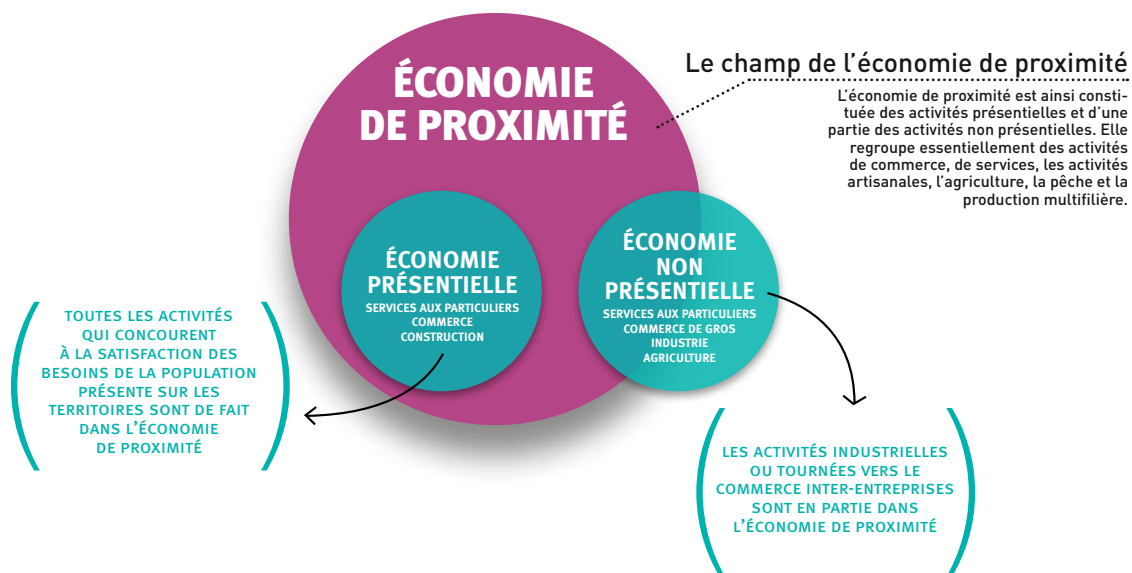 ÉCONOMIE
DE PROXIMITÉ
Le champ de l'économie de proximité
L'économie de proximité est ainsi consti-
tuée des activités présentielles et d'une
partie des activités non présentielles. Elle
regroupe essentiellement des activités
de commerce, de services, les activités
artisanales, l'agriculture, la pêche et la
production multifilière.
ÉCONOMIE
PRÉSENTIELLE
SERVICES AUX PARTICULIERS
COMMERCE
CONSTRUCTION
ÉCONOMIE
NON
PRÉSENTIELLE
SERVICES AUX PARTICULIERS
COMMERCE DE GROS
INDUSTRIE
AGRICULTURE
TOUTES LES ACTIVITÉS
QUI CONCOURENT
À LA SATISFACTION DES
BESOINS DE LA POPULATION
PRÉSENTE SUR LES
TERRITOIRES SONT DE FAIT
DANS L'ÉCONOMIE
DE PROXIMITÉ
LES ACTIVITÉS INDUSTRIELLES
OU TOURNÉES VERS LE
COMMERCE INTER-ENTREPRISES
SONT EN PARTIE DANS
L'ÉCONOMIE DE PROXIMITÉ